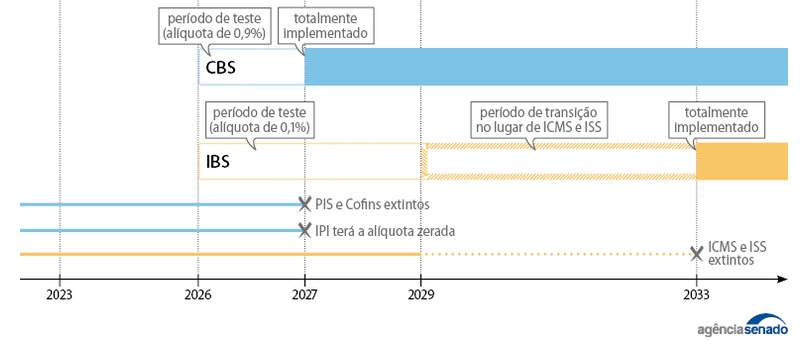 período de teste
(alíquota de 0,9%)
totalmente
implementado
CBS
período de teste
(alíquota de 0,1%)
período de transição
no lugar de ICMS e ISS
totalmente
implementado
IBS
PIS e Cofins extintos
IPI terá a alíquota zerada
ICMS e ISS
extintos
2023
2026
2027
2029
2033
agênciasenado